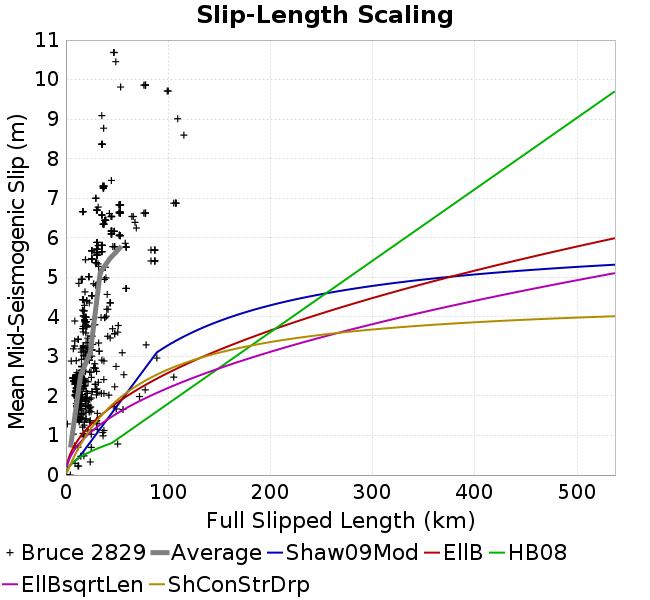 Slip-Length Scaling
Mean Mid-Seismogenic Slip (m)
11
10
9
8
7
6
5
4
3
2
1
0
0 100 200 300 400 500
Full Slipped Length (km)
Bruce 2829 Average Shaw09Mod EllB HB08
EllBsqrtLen ShConStrDrp